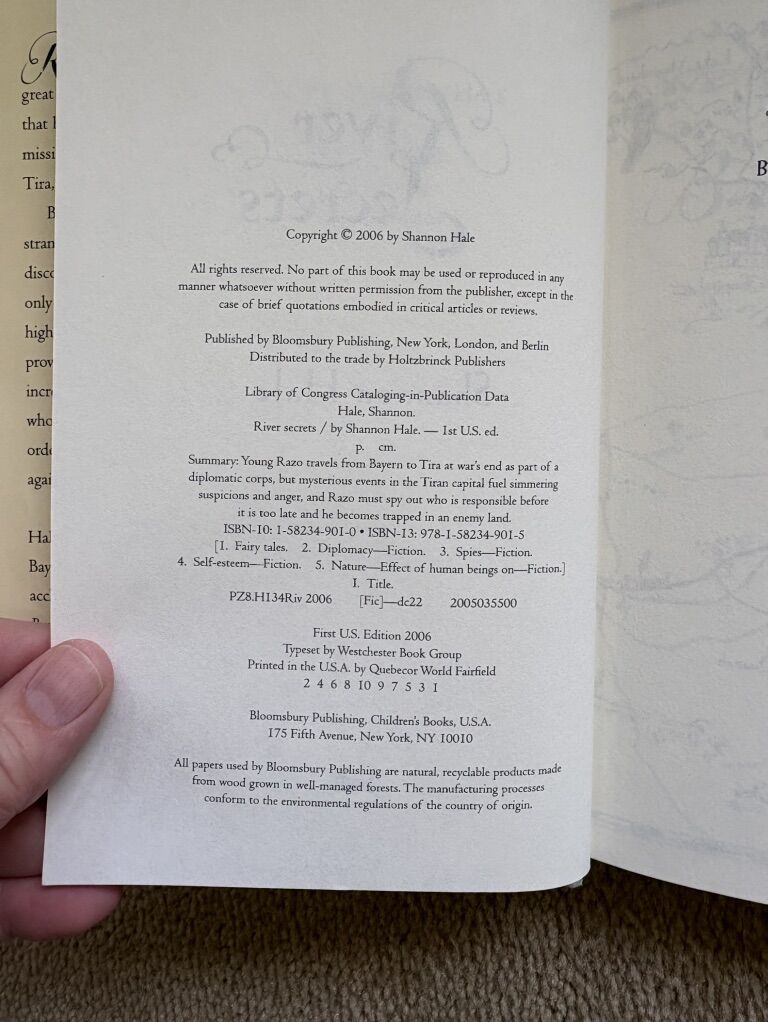 great
that
missi
Tira,
B
stran
disco
only
high
prov
incre
who
orde
agai
Hal
Bay
acc
River
Secrets
Copyright © 2006 by Shannon Hale
All rights reserved. No part of this book may be used or reproduced in any
manner whatsoever without written permission from the publisher, except in the
case of brief quotations embodied in critical articles or reviews.
Published by Bloomsbury Publishing, New York, London, and Berlin
Distributed to the trade by Holtzbrinck Publishers
Library of Congress Cataloging-in-Publication Data
Hale, Shannon.
River secrets / by Shannon Hale. — 1st U.S. ed.
p. cm.
Summary: Young Razo travels from Bayern to Tira at war's end as part of a
diplomatic corps, but mysterious events in the Tiran capital fuel simmering
suspicions and anger, and Razo must spy out who is responsible before
it is too late and he becomes trapped in an enemy land.
ISBN-10: 1-58234-901-0 • ISBN-13: 978-1-58234-901-5
[1. Fairy tales. 2. Diplomacy—Fiction. 3. Spies—Fiction.
4. Self-esteem—Fiction. 5. Nature—Effect of human beings on—Fiction.]
I. Title.
PZ8.H134Riv 2006 [Fic]—dc22 2005035500
First U.S. Edition 2006
Typeset by Westchester Book Group
Printed in the U.S.A. by Quebecor World Fairfield
2 4 6 8 10 9 7 5 3 1
Bloomsbury Publishing, Children's Books, U.S.A.
175 Fifth Avenue, New York, NY 10010
All papers used by Bloomsbury Publishing are natural, recyclable products made
from wood grown in well-managed forests. The manufacturing processes
conform to the environmental regulations of the country of origin.
B